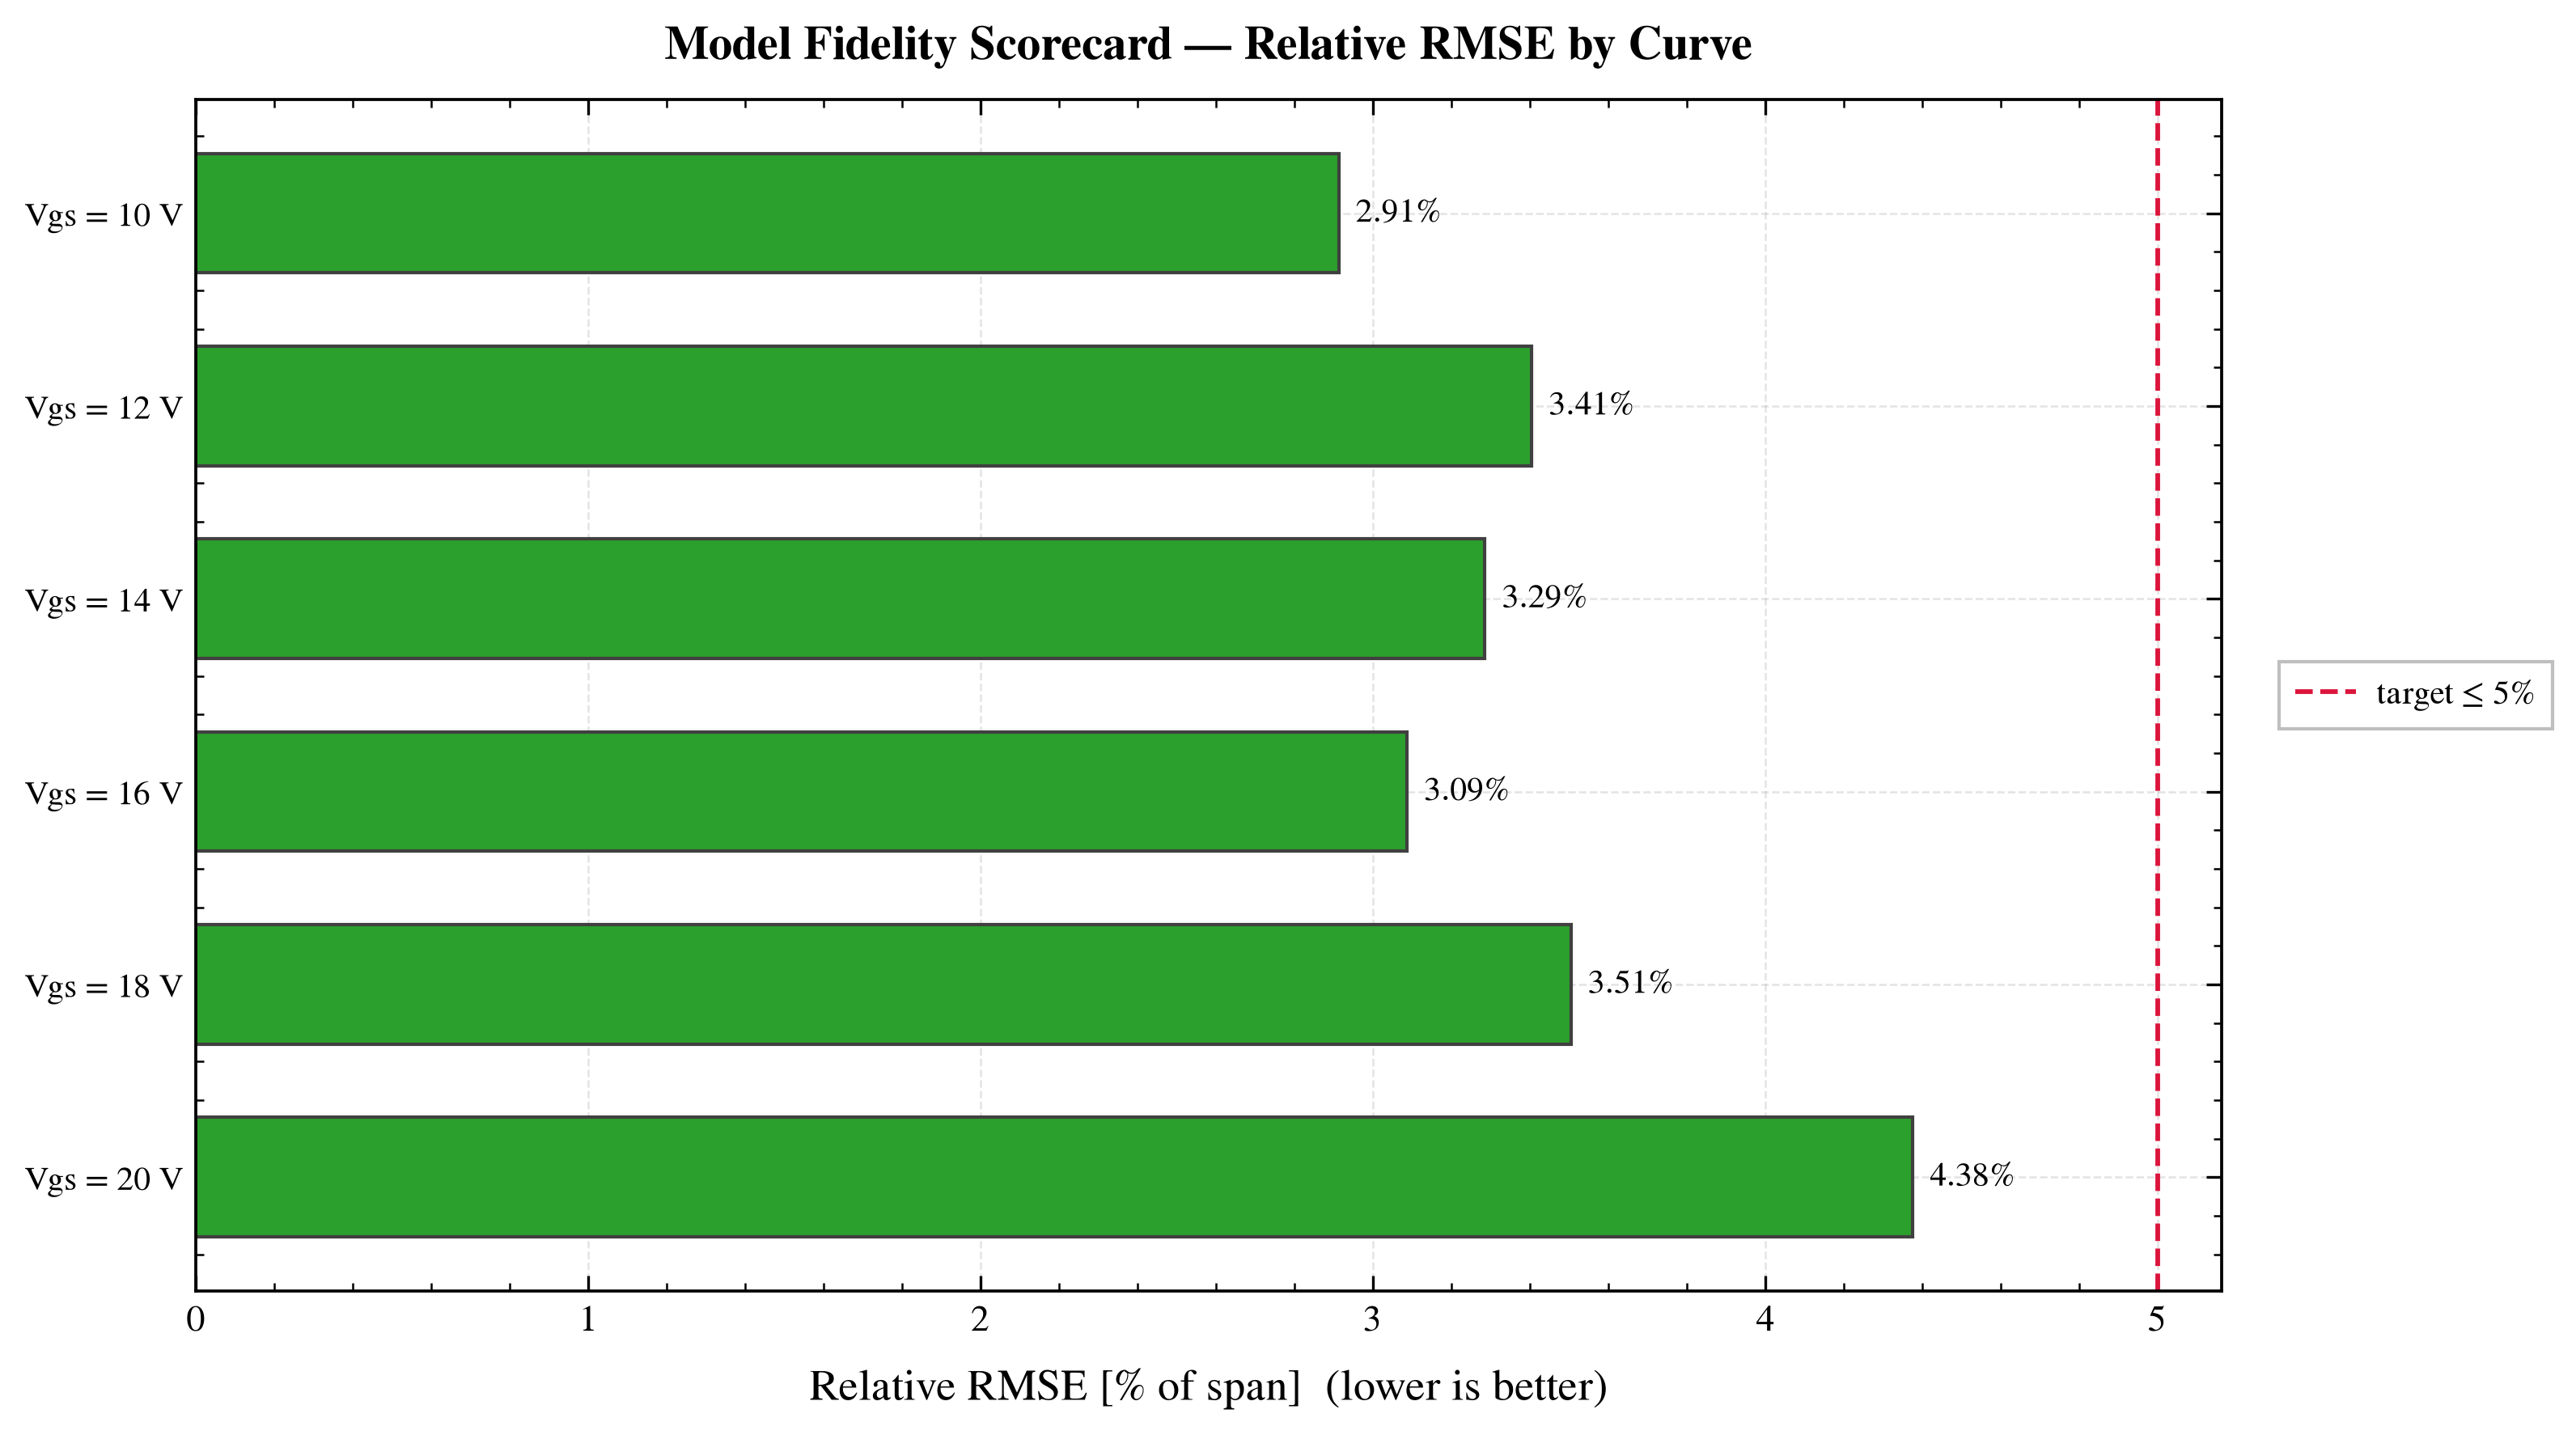 Model Fidelity Scorecard — Relative RMSE by Curve
Vgs = 10 V
2.91%
Vgs = 12 V
3.41%
Vgs = 14 V
3.29%
target ≤ 5%
Vgs = 16 V
3.09%
Vgs = 18 V
3.51%
Vgs = 20 V
4.38%
0 1 2 3 4 5
Relative RMSE [% of span]  (lower is better)